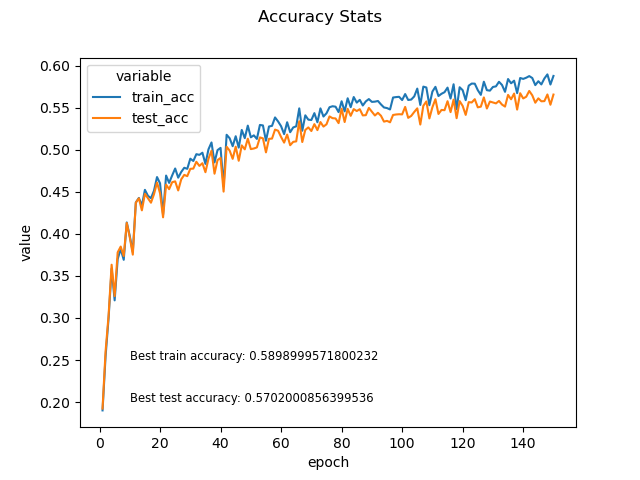 Accuracy Stats
0.60
0.55
0.50
0.45
0.40
0.35
0.30
0.25
0.20
value
variable
train_acc
test_acc
Best train accuracy: 0.5898999571800232
Best test accuracy: 0.5702000856399536
0 20 40 60 80 100 120 140
epoch